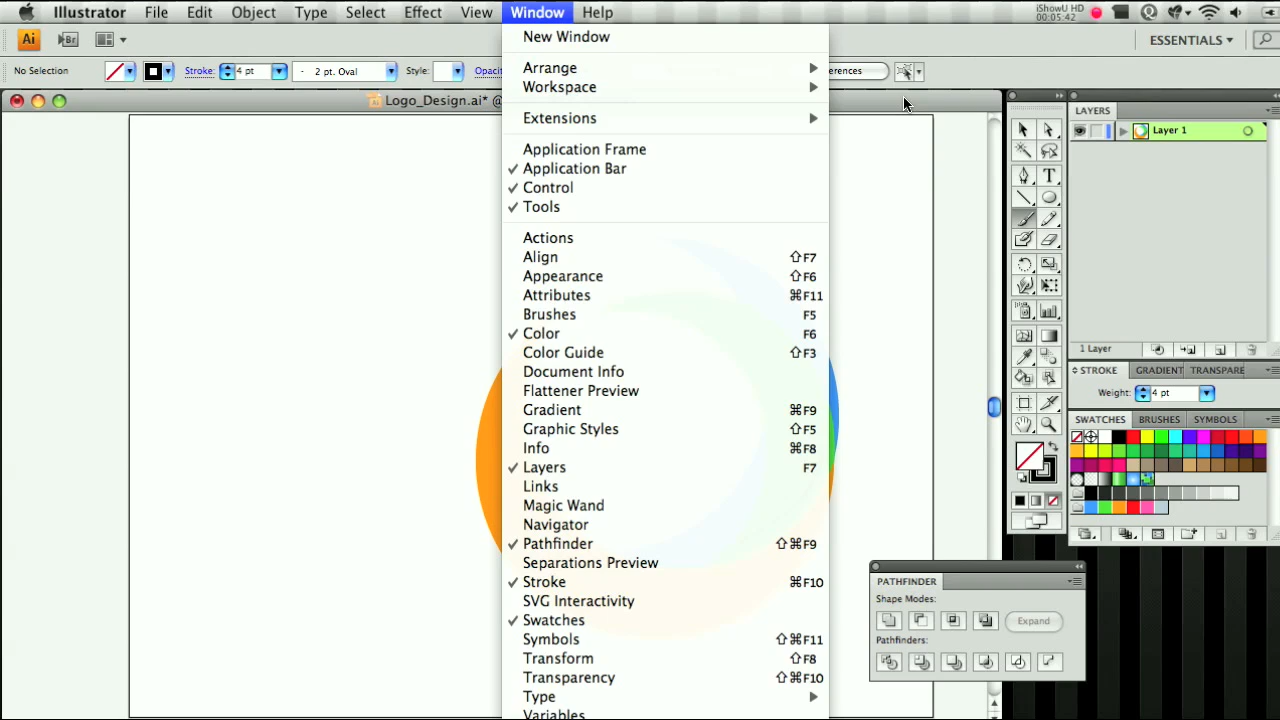 Illustrator File Edit Object Type Select Effect View Window Help
iShowU HD
00:05:42
Ai Br
ESSENTIALS
No Selection Stroke: 4 pt 2 pt. Oval Style: Opaci erences
Logo_Design.ai* @
New Window
Arrange
Workspace
Extensions
Application Frame
✓ Application Bar
✓ Control
✓ Tools
Actions
Align ⇧F7
Appearance ⇧F6
Attributes ⌘F11
Brushes F5
✓ Color F6
Color Guide ⇧F3
Document Info
Flattener Preview
Gradient ⌘F9
Graphic Styles ⇧F5
Info ⌘F8
✓ Layers F7
Links
Magic Wand
Navigator
✓ Pathfinder ⇧⌘F9
Separations Preview
✓ Stroke ⌘F10
SVG Interactivity
✓ Swatches
Symbols ⇧⌘F11
Transform ⇧F8
Transparency ⇧⌘F10
Type
Variables
LAYERS
Layer 1
1 Layer
STROKE GRADIENT TRANSPARE
Weight: 4 pt
SWATCHES BRUSHES SYMBOLS
PATHFINDER
Shape Modes:
Expand
Pathfinders: